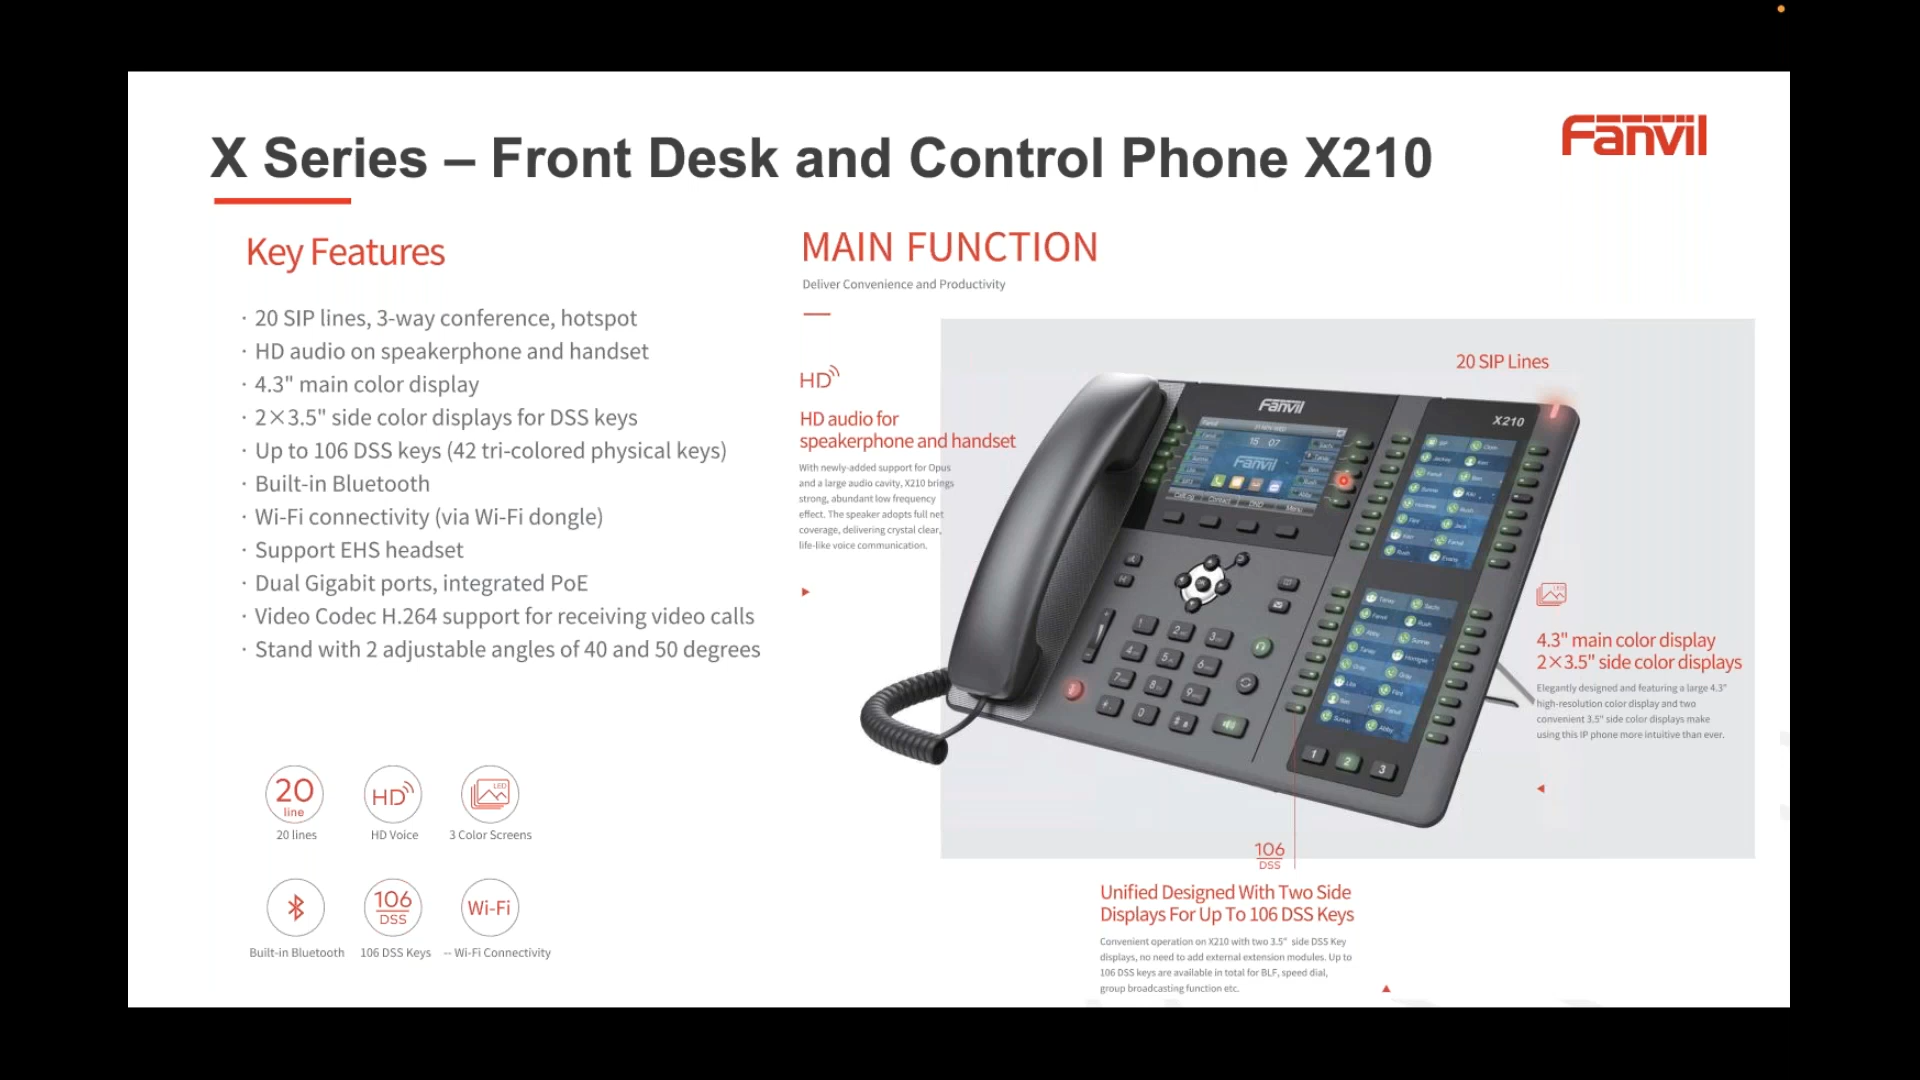 X Series – Front Desk and Control Phone X210
Fanvil
Key Features
· 20 SIP lines, 3-way conference, hotspot
· HD audio on speakerphone and handset
· 4.3" main color display
· 2×3.5" side color displays for DSS keys
· Up to 106 DSS keys (42 tri-colored physical keys)
· Built-in Bluetooth
· Wi-Fi connectivity (via Wi-Fi dongle)
· Support EHS headset
· Dual Gigabit ports, integrated PoE
· Video Codec H.264 support for receiving video calls
· Stand with 2 adjustable angles of 40 and 50 degrees
20
line
20 lines
HD
HD Voice
LED
3 Color Screens
Built-in Bluetooth
106
DSS
106 DSS Keys
Wi-Fi
-- Wi-Fi Connectivity
MAIN FUNCTION
Deliver Convenience and Productivity
HD
HD audio for
speakerphone and handset
With newly-added support for Opus
and a large audio cavity, X210 brings
strong, abundant low frequency
effect. The speaker adopts full net
coverage, delivering crystal clear,
life-like voice communication.
20 SIP Lines
Fanvil
X210
15 07
Fanvil
Menu
1 2 3
4.3" main color display
2×3.5" side color displays
Elegantly designed and featuring a large 4.3"
high-resolution color display and two
convenient 3.5" side color displays make
using this IP phone more intuitive than ever.
106
DSS
Unified Designed With Two Side
Displays For Up To 106 DSS Keys
Convenient operation on X210 with two 3.5" side DSS Key
displays, no need to add external extension modules. Up to
106 DSS keys are available in total for BLF, speed dial,
group broadcasting function etc.